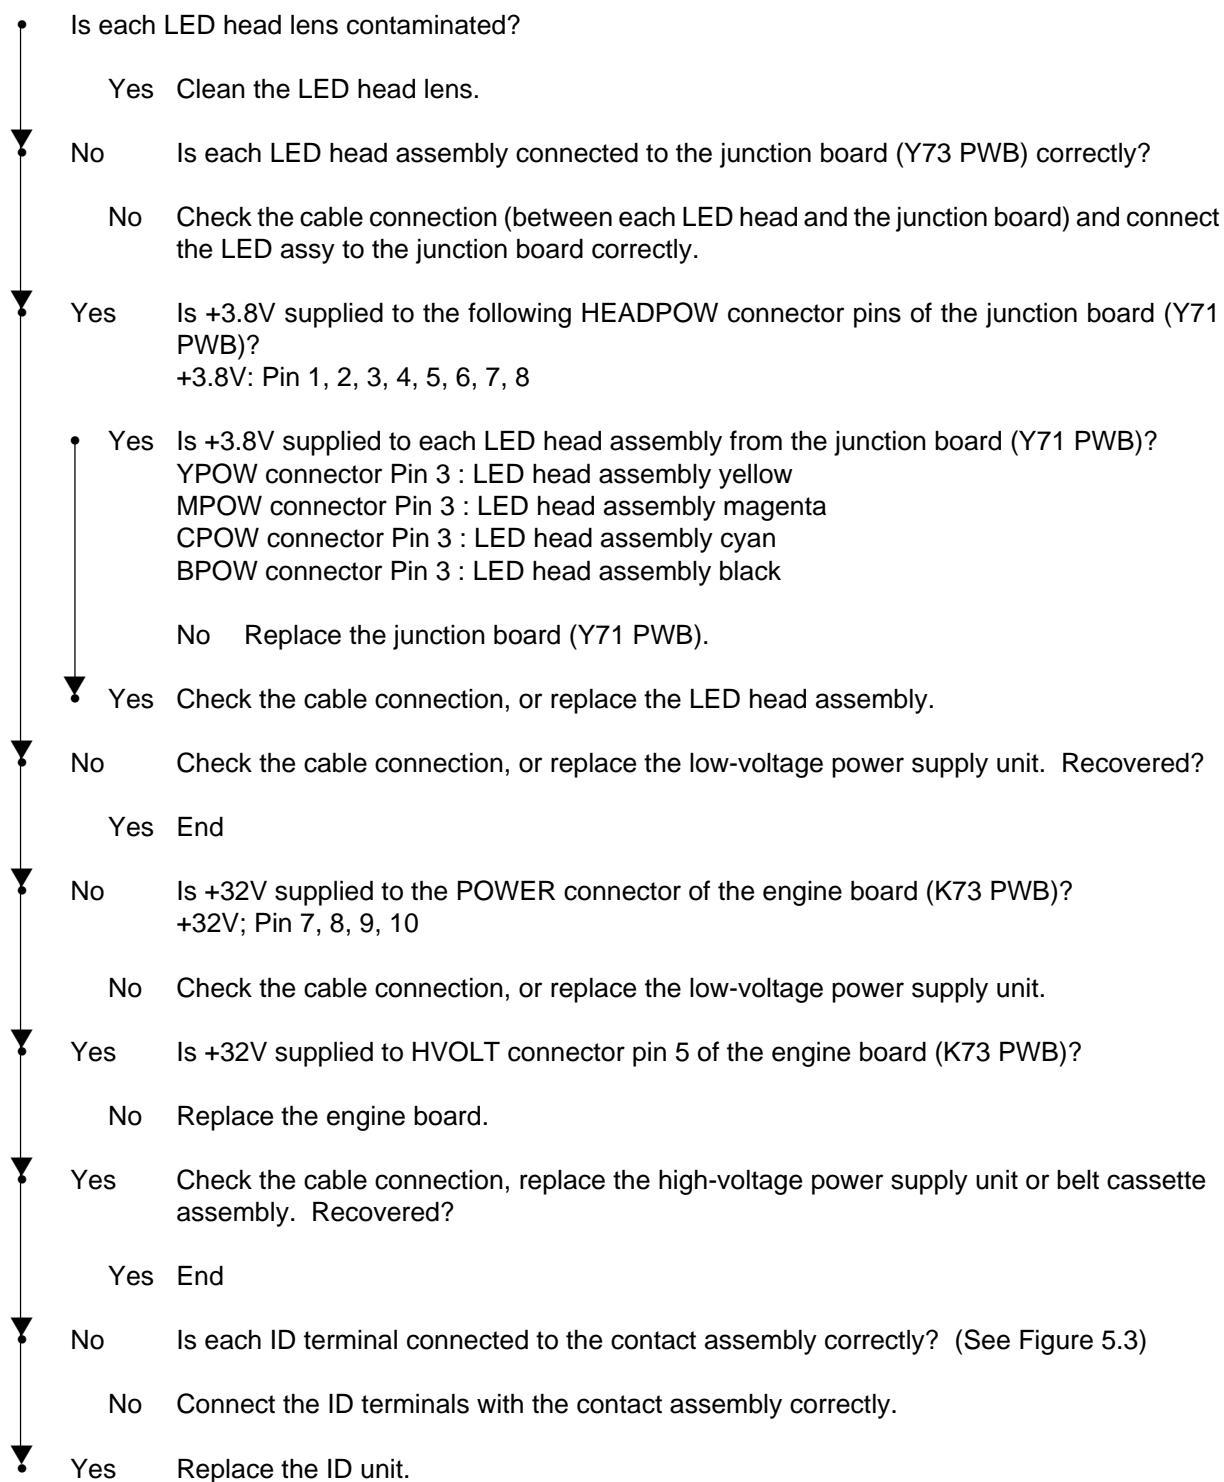 Is each LED head lens contaminated?
Yes Clean the LED head lens.
No Is each LED head assembly connected to the junction board (Y73 PWB) correctly?
No Check the cable connection (between each LED head and the junction board) and connect
the LED assy to the junction board correctly.
Yes Is +3.8V supplied to the following HEADPOW connector pins of the junction board (Y71
PWB)?
+3.8V: Pin 1, 2, 3, 4, 5, 6, 7, 8
Yes Is +3.8V supplied to each LED head assembly from the junction board (Y71 PWB)?
YPOW connector Pin 3 : LED head assembly yellow
MPOW connector Pin 3 : LED head assembly magenta
CPOW connector Pin 3 : LED head assembly cyan
BPOW connector Pin 3 : LED head assembly black
No Replace the junction board (Y71 PWB).
Yes Check the cable connection, or replace the LED head assembly.
No Check the cable connection, or replace the low-voltage power supply unit. Recovered?
Yes End
No Is +32V supplied to the POWER connector of the engine board (K73 PWB)?
+32V; Pin 7, 8, 9, 10
No Check the cable connection, or replace the low-voltage power supply unit.
Yes Is +32V supplied to HVOLT connector pin 5 of the engine board (K73 PWB)?
No Replace the engine board.
Yes Check the cable connection, replace the high-voltage power supply unit or belt cassette
assembly. Recovered?
Yes End
No Is each ID terminal connected to the contact assembly correctly? (See Figure 5.3)
No Connect the ID terminals with the contact assembly correctly.
Yes Replace the ID unit.